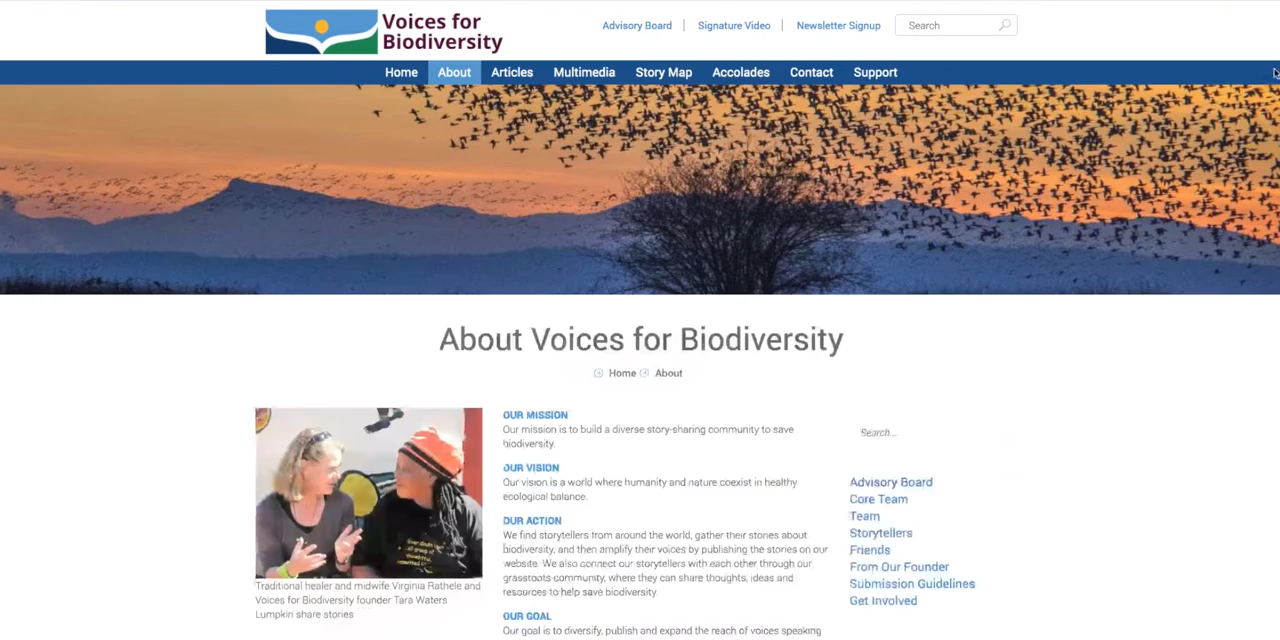 Voices for
Biodiversity
Advisory Board
Signature Video
Newsletter Signup
Search
Home About Articles Multimedia Story Map Accolades Contact Support
About Voices for Biodiversity
Home About
Traditional healer and midwife Virginia Rathele and
Voices for Biodiversity founder Tara Waters
Lumpkin share stories
OUR MISSION
Our mission is to build a diverse story-sharing community to save
biodiversity.
OUR VISION
Our vision is a world where humanity and nature coexist in healthy
ecological balance.
OUR ACTION
We find storytellers from around the world, gather their stories about
biodiversity, and then amplify their voices by publishing the stories on our
website. We also connect our storytellers with each other through our
grasstoots community, where they can share thoughts, ideas and
resources to help save biodiversity.
OUR GOAL
Our goal is to diversify, publish and expand the reach of voices speaking
Search...
Advisory Board
Core Team
Team
Storytellers
Friends
From Our Founder
Submission Guidelines
Get Involved